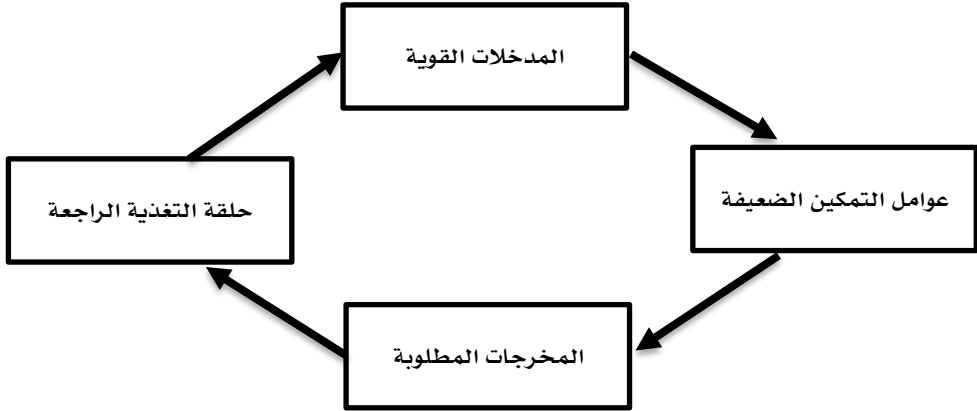 المدخلات القوية
عوامل التمكين الضعيفة
حلقة التغذية الراجعة
المخرجات المطلوبة